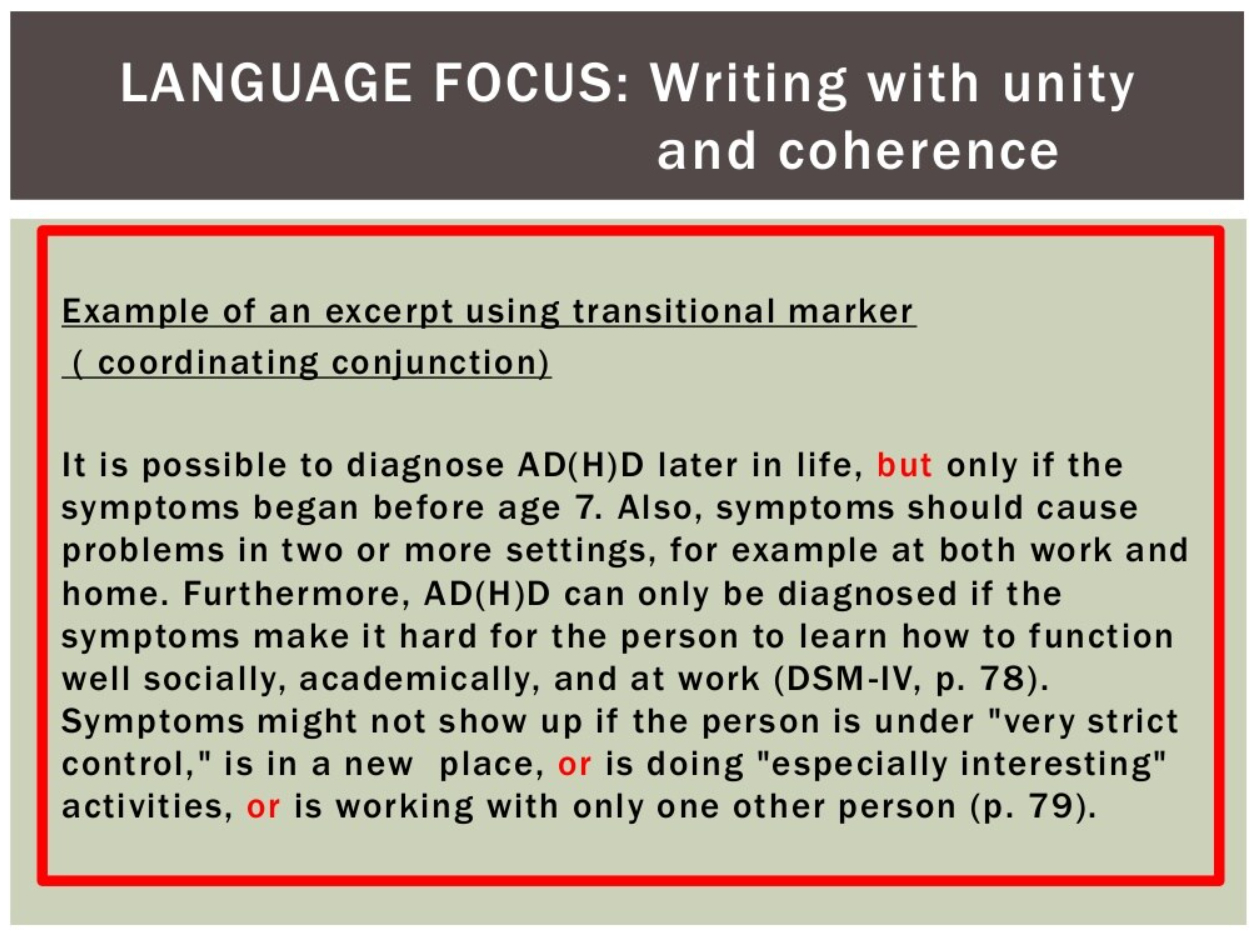 LANGUAGE FOCUS: Writing with unity
and coherence
Example of an excerpt using transitional marker
( coordinating conjunction)
It is possible to diagnose AD(H)D later in life, but only if the
symptoms began before age 7. Also, symptoms should cause
problems in two or more settings, for example at both work and
home. Furthermore, AD(H)D can only be diagnosed if the
symptoms make it hard for the person to learn how to function
well socially, academically, and at work (DSM-IV, p. 78).
Symptoms might not show up if the person is under "very strict
control," is in a new  place, or is doing "especially interesting"
activities, or is working with only one other person (p. 79).